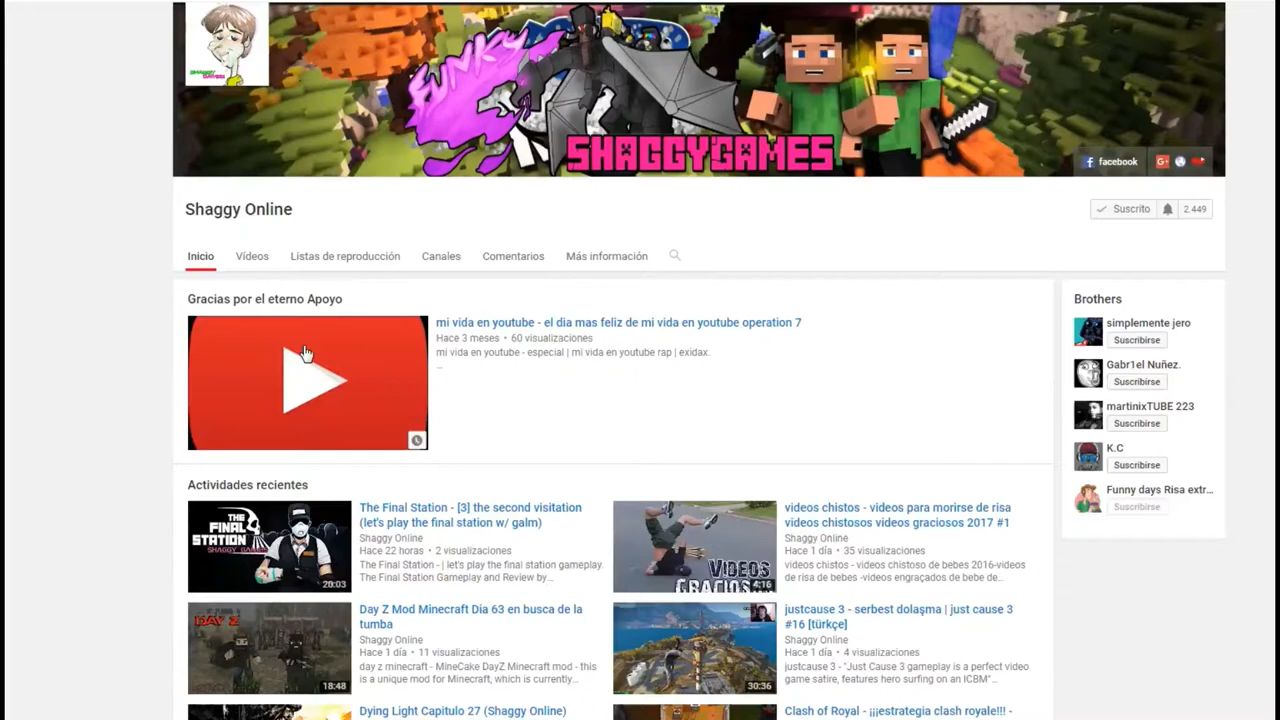 SHAGGY GAMES
SHAGGYGAMES
facebook
Shaggy Online
Suscrito 2.449
Inicio Vídeos Listas de reproducción Canales Comentarios Más información
Gracias por el eterno Apoyo
mi vida en youtube - el dia mas feliz de mi vida en youtube operation 7
Hace 3 meses • 60 visualizaciones
mi vida en youtube - especial | mi vida en youtube rap | exidax.
...
Actividades recientes
THE FINAL STATION
SHAGGY GAMES
20:03
The Final Station - [3] the second visitation
(let's play the final station w/ galm)
Shaggy Online
Hace 22 horas • 2 visualizaciones
The Final Station - | let's play the final station gameplay.
The Final Station Gameplay and Review by...
VIDEOS
GRACIOS
4:16
videos chistos - videos para morirse de risa
videos chistosos videos graciosos 2017 #1
Shaggy Online
Hace 1 día • 35 visualizaciones
videos chistos - videos chistoso de bebes 2016-videos
de risa de bebes -videos engraçados de bebe de...
DAY Z
18:48
Day Z Mod Minecraft Dia 63 en busca de la
tumba
Shaggy Online
Hace 1 día • 11 visualizaciones
day z minecraft - MineCake DayZ Minecraft mod - this
is a unique mod for Minecraft, which is currently...
30:36
justcause 3 - serbest dolaşma | just cause 3
#16 [türkçe]
Shaggy Online
Hace 1 día • 4 visualizaciones
justcause 3 - "Just Cause 3 gameplay is a perfect video
game satire, features hero surfing on an ICBM"...
Dying Light Capitulo 27 (Shaggy Online)
Clash of Royal - ¡¡¡estrategia clash royale!!! -
Brothers
simplemente jero
Suscribirse
Gabr1el Nuñez.
Suscribirse
martinixTUBE 223
Suscribirse
K.C
Suscribirse
Funny days Risa extr...
Suscribirse